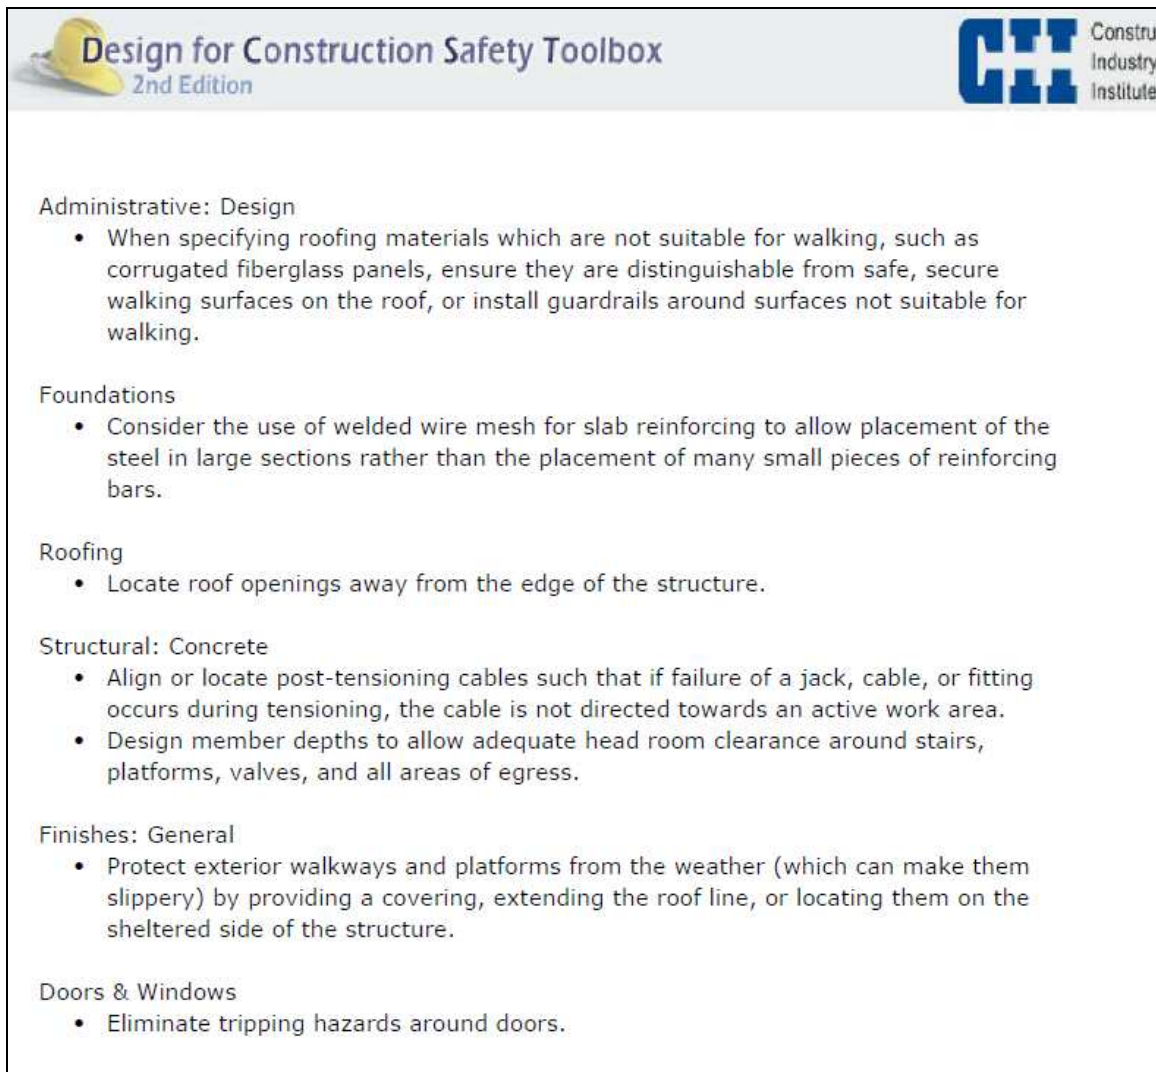 Design for Construction Safety Toolbox
2nd Edition
CII
Constru
Industry
Institute
Administrative: Design
• When specifying roofing materials which are not suitable for walking, such as
corrugated fiberglass panels, ensure they are distinguishable from safe, secure
walking surfaces on the roof, or install guardrails around surfaces not suitable for
walking.
Foundations
• Consider the use of welded wire mesh for slab reinforcing to allow placement of the
steel in large sections rather than the placement of many small pieces of reinforcing
bars.
Roofing
• Locate roof openings away from the edge of the structure.
Structural: Concrete
• Align or locate post-tensioning cables such that if failure of a jack, cable, or fitting
occurs during tensioning, the cable is not directed towards an active work area.
• Design member depths to allow adequate head room clearance around stairs,
platforms, valves, and all areas of egress.
Finishes: General
• Protect exterior walkways and platforms from the weather (which can make them
slippery) by providing a covering, extending the roof line, or locating them on the
sheltered side of the structure.
Doors & Windows
• Eliminate tripping hazards around doors.